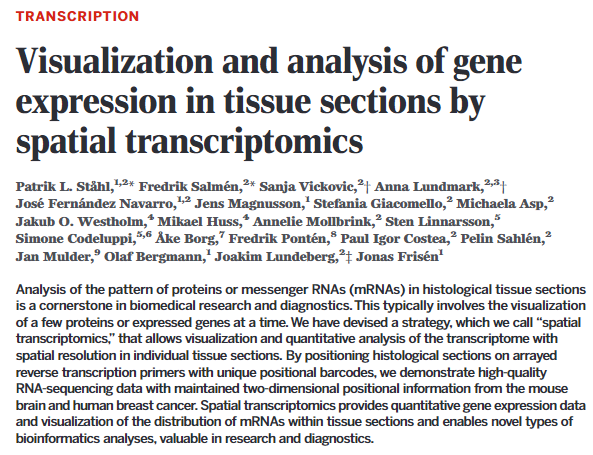 TRANSCRIPTION
Visualization and analysis of gene
expression in tissue sections by
spatial transcriptomics
Patrik L. Ståhl,¹,²* Fredrik Salmén,²* Sanja Vickovic,²† Anna Lundmark,²,³†
José Fernández Navarro,¹,² Jens Magnusson,¹ Stefania Giacomello,² Michaela Asp,²
Jakub O. Westholm,⁴ Mikael Huss,⁴ Annelie Mollbrink,² Sten Linnarsson,⁵
Simone Codeluppi,⁵,⁶ Åke Borg,⁷ Fredrik Pontén,⁸ Paul Igor Costea,² Pelin Sahlén,²
Jan Mulder,⁹ Olaf Bergmann,¹ Joakim Lundeberg,²‡ Jonas Frisén¹
Analysis of the pattern of proteins or messenger RNAs (mRNAs) in histological tissue sections
is a cornerstone in biomedical research and diagnostics. This typically involves the visualization
of a few proteins or expressed genes at a time. We have devised a strategy, which we call “spatial
transcriptomics,” that allows visualization and quantitative analysis of the transcriptome with
spatial resolution in individual tissue sections. By positioning histological sections on arrayed
reverse transcription primers with unique positional barcodes, we demonstrate high-quality
RNA-sequencing data with maintained two-dimensional positional information from the mouse
brain and human breast cancer. Spatial transcriptomics provides quantitative gene expression data
and visualization of the distribution of mRNAs within tissue sections and enables novel types of
bioinformatics analyses, valuable in research and diagnostics.